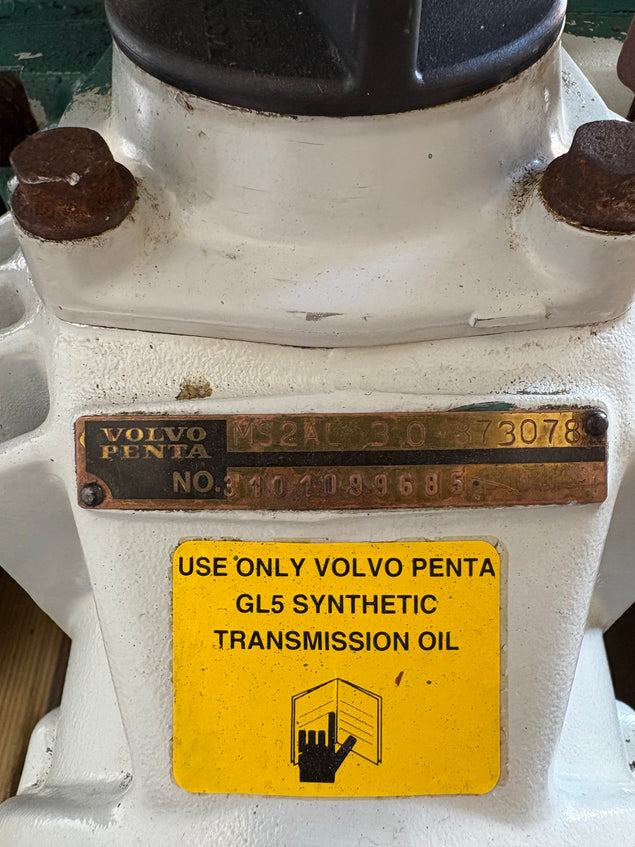 VOLVO
PENTA
MS2AL 3.0 873078
NO. 3101099685
USE ONLY VOLVO PENTA
GL5 SYNTHETIC
TRANSMISSION OIL